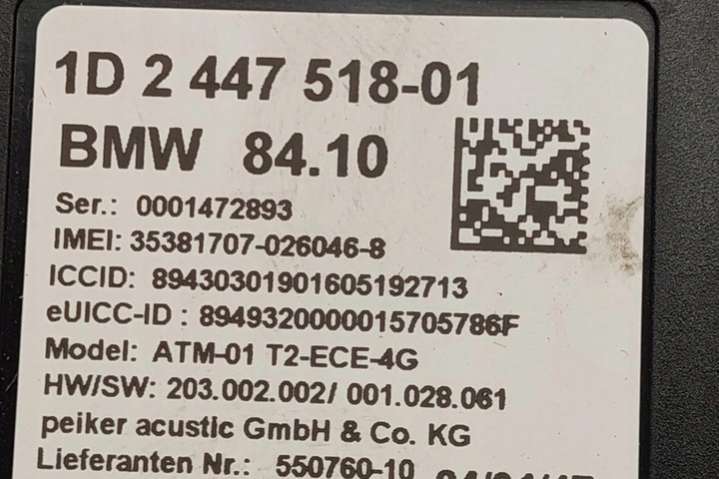 1D 2 447 518-01
BMW 84.10
Ser.: 0001472893
IMEI: 35381707-026046-8
ICCID: 89430301901605192713
eUICC-ID : 8949320000015705786F
Model: ATM-01 T2-ECE-4G
HW/SW: 203.002.002/ 001.028.061
peiker acustic GmbH & Co. KG
Lieferanten Nr.: 550760-10